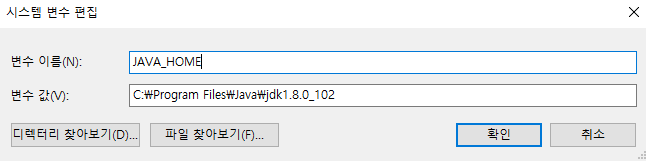 시스템 변수 편집
변수 이름(N):
JAVA_HOME
변수 값(V):
C:₩Program Files₩Java₩jdk1.8.0_102
디렉터리 찾아보기(D)...
파일 찾아보기(F)...
확인
취소